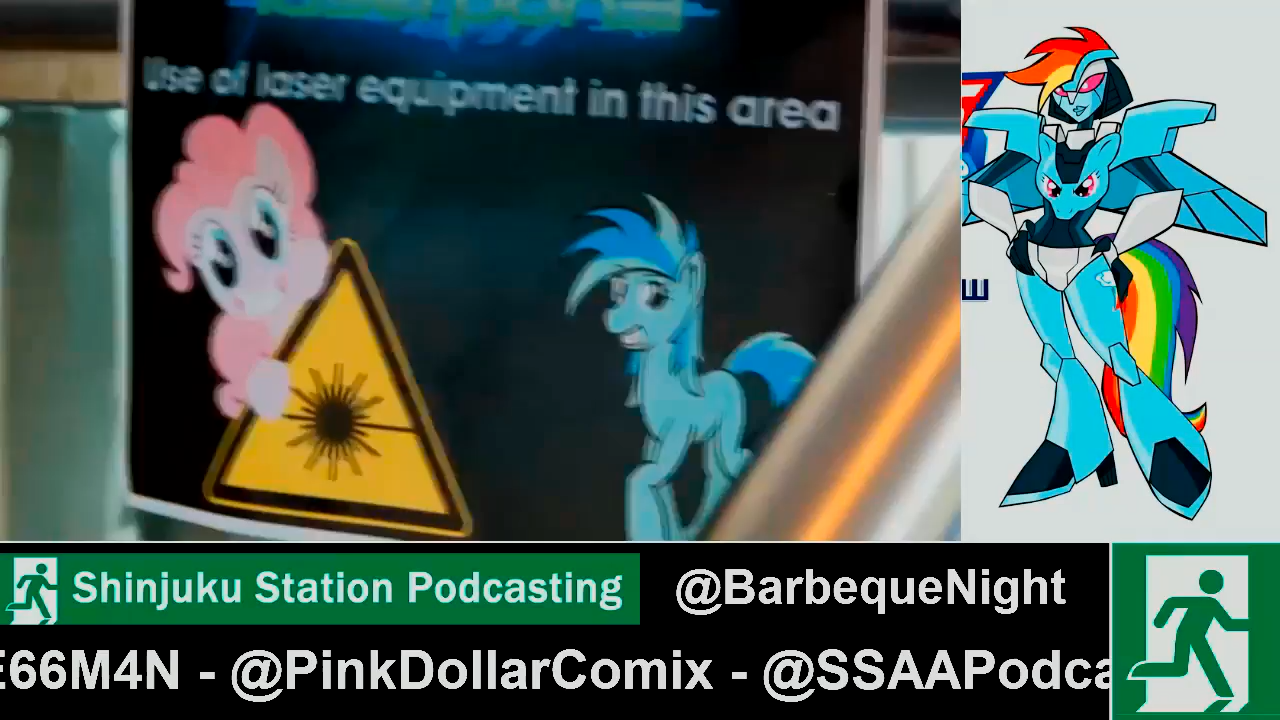 Use of laser equipment in this area
Shinjuku Station Podcasting
@BarbequeNight
E66M4N - @PinkDollarComix - @SSAAPodca